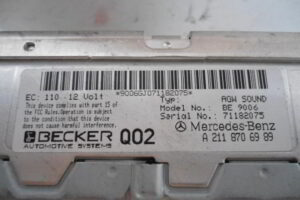 *9006GJ071182075*
EC: 110 - 12 Volt
Typ: AGW SOUND
This device complies with part 15 of
Model No.: BE 9006
the FCC Rules. Operation is subject
Serial No.: 71182075
to the condition that this device
does not cause harmful interference.
BECKER
AUTOMOTIVE SYSTEMS
Q02
Mercedes-Benz
A 211 870 69 89